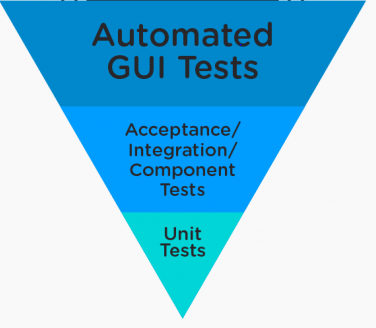 Automated
GUI Tests
Acceptance/
Integration/
Component
Tests
Unit
Tests